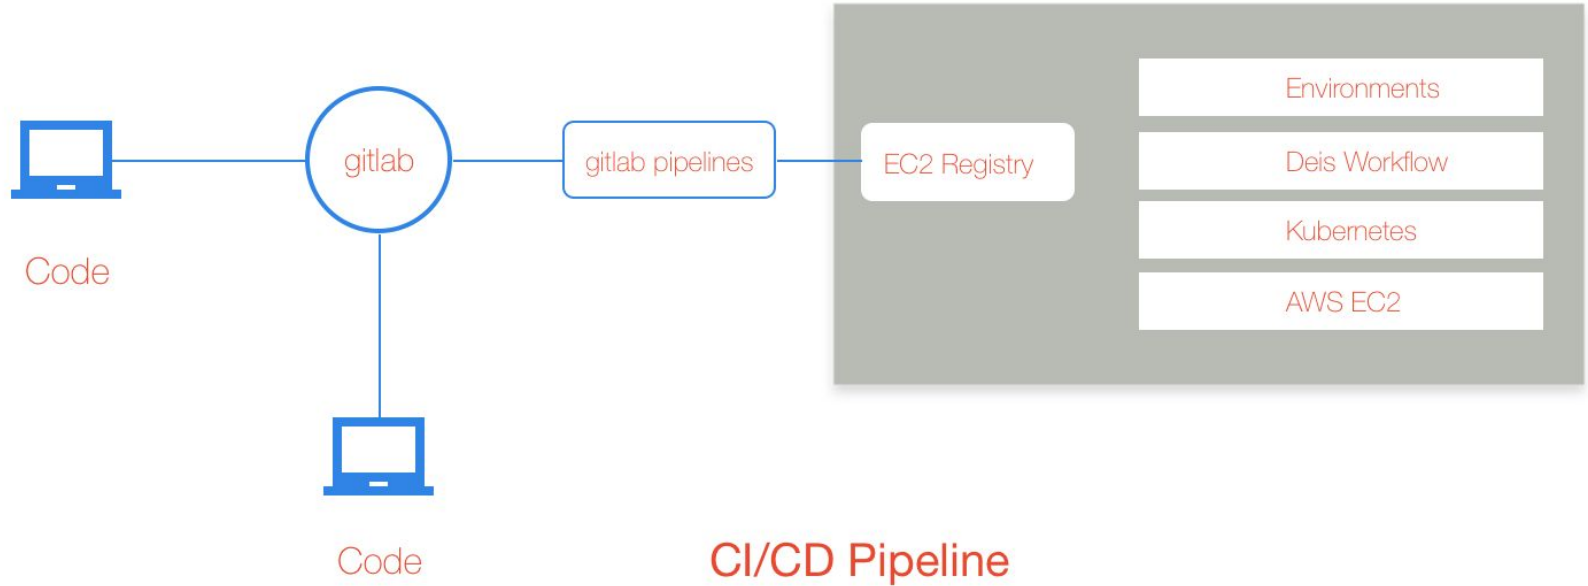 Code
gitlab
Code
gitlab pipelines
EC2 Registry
Environments
Deis Workflow
Kubernetes
AWS EC2
CI/CD Pipeline